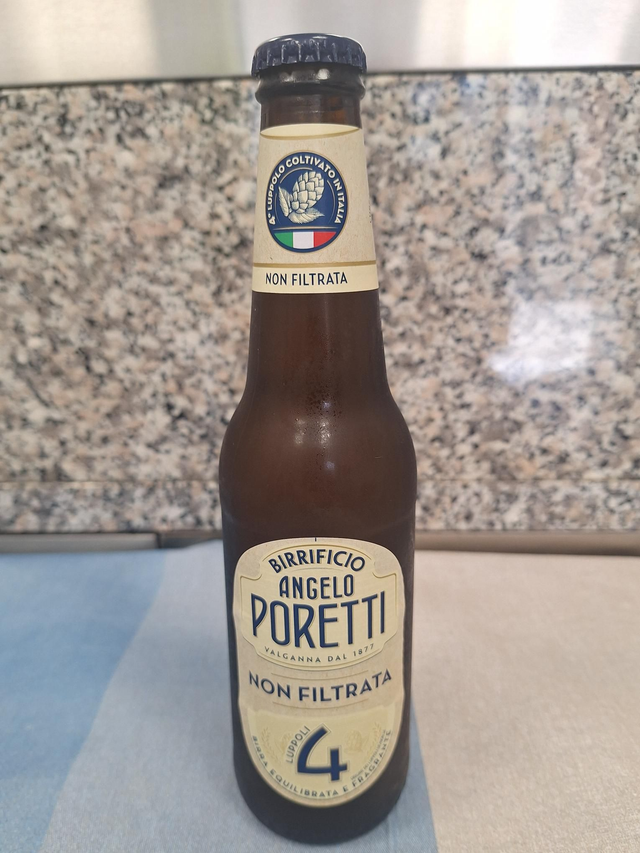 4° LUPPOLO COLTIVATO IN ITALIA
NON FILTRATA
BIRRIFICIO
ANGELO
PORETTI
VALGANNA DAL 1877
NON FILTRATA
4
LUPPOLI
BIRRA EQUILIBRATA E FRAGRANTE